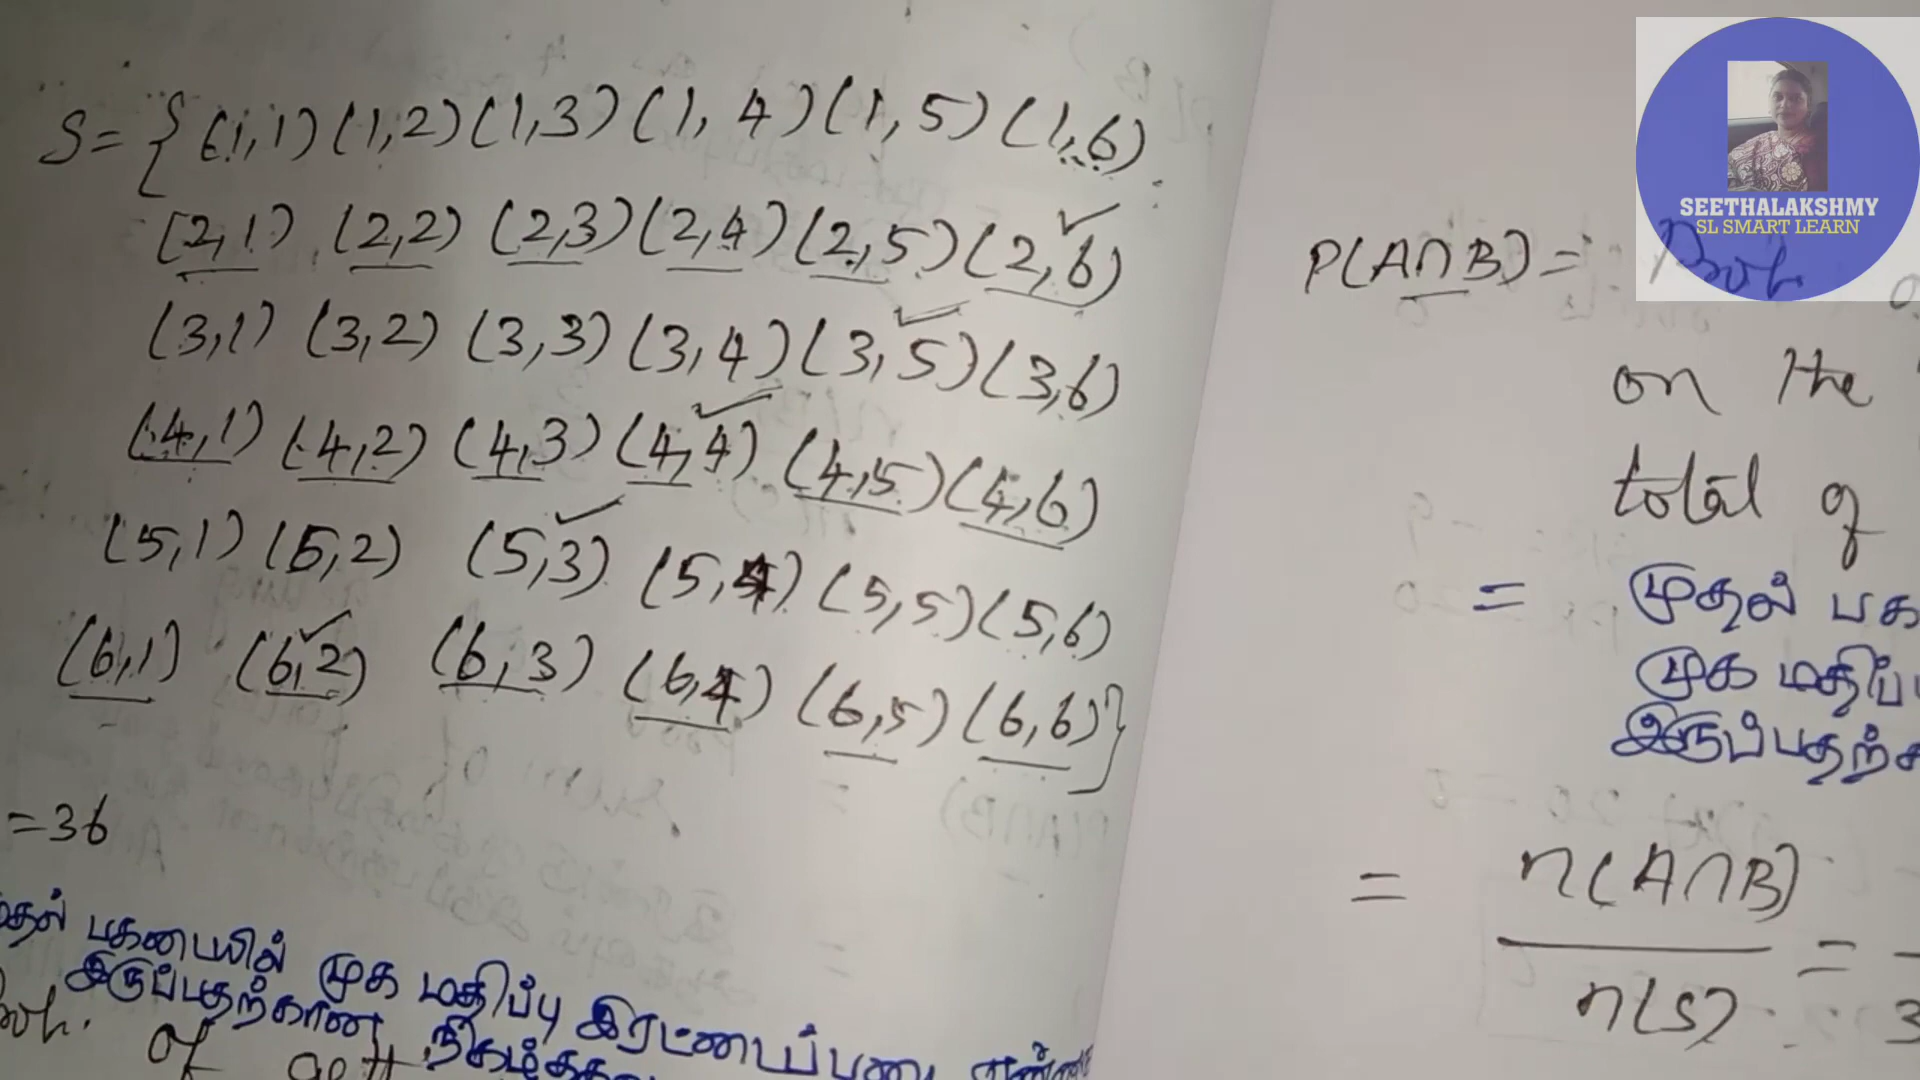 S = { (1,1) (1,2) (1,3) (1, 4) (1, 5) (1,6)
(2,1) (2,2) (2,3) (2,4) (2,5) (2,6)
(3,1) (3,2) (3,3) (3,4) (3,5) (3,6)
(4,1) (4,2) (4,3) (4,4) (4,5) (4,6)
(5,1) (5,2) (5,3) (5,4) (5,5) (5,6)
(6,1) (6,2) (6,3) (6,4) (6,5) (6,6) }
=36
பகடையில் முக மதிப்பு இரட்டைப்படை
இருப்பதற்கான
of
SEETHALAKSHMY
SL SMART LEARN
P(A∩B) =
on the
total of
= முதல்
முக
= n(A∩B)
n(S) =